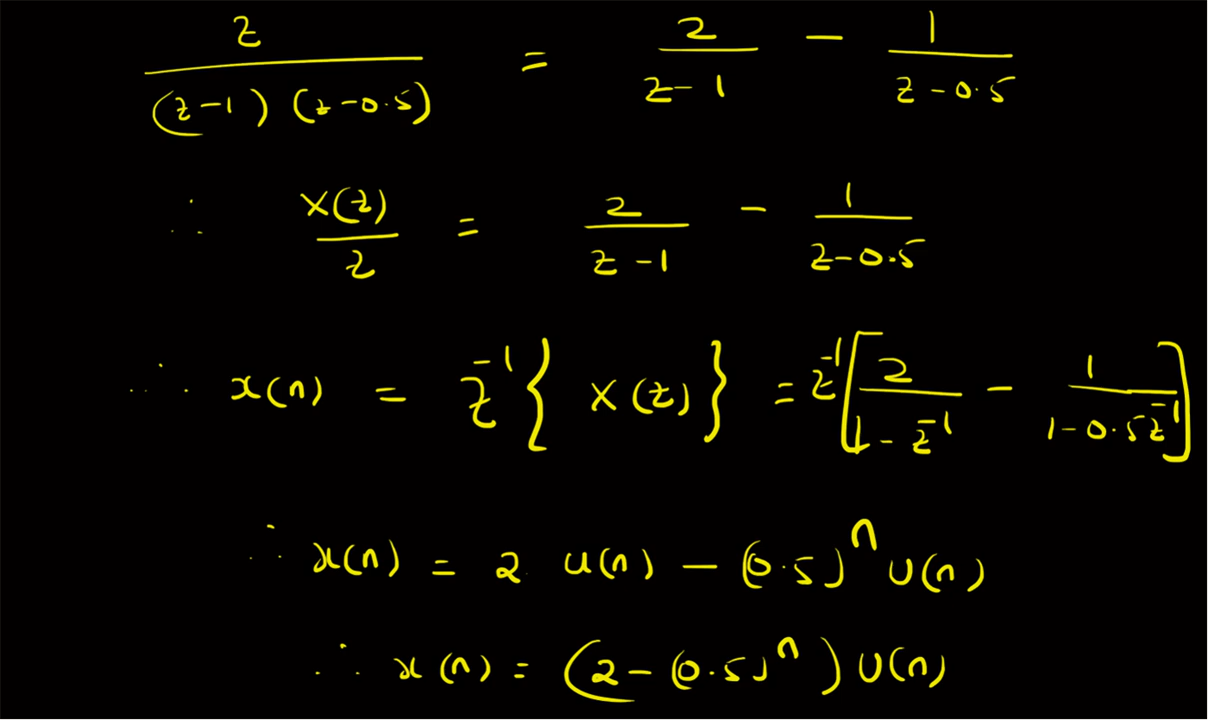 z/((z-1)(z-0.5)) = 2/(z-1) - 1/(z-0.5)
∴ X(z)/z = 2/(z-1) - 1/(z-0.5)
∴ x(n) = z⁻¹{X(z)} = z⁻¹[2/(1-z⁻¹) - 1/(1-0.5z⁻¹)]
∴ x(n) = 2 u(n) - (0.5)ⁿ U(n)
∴ x(n) = (2-(0.5)ⁿ) U(n)